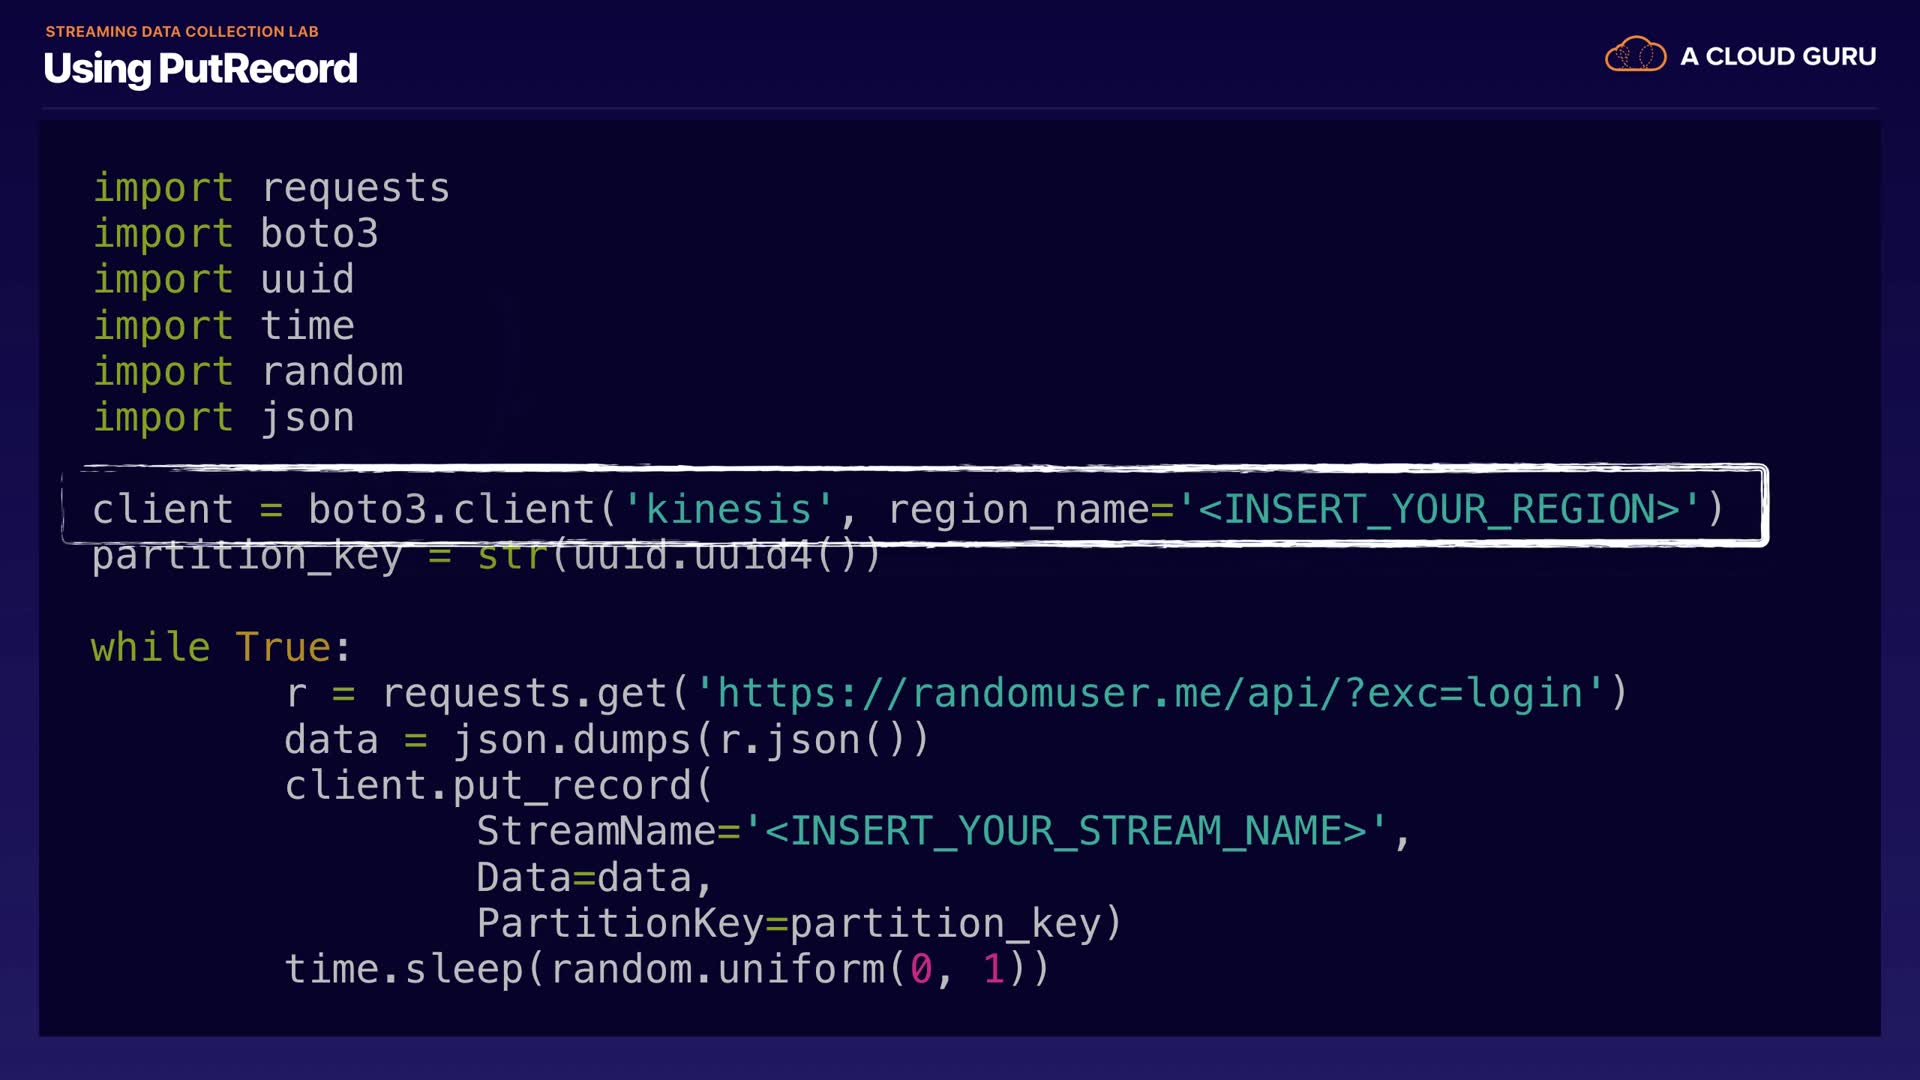 STREAMING DATA COLLECTION LAB
Using PutRecord
A CLOUD GURU
import requests
import boto3
import uuid
import time
import random
import json
client = boto3.client('kinesis', region_name='<INSERT_YOUR_REGION>')
partition_key = str(uuid.uuid4())
while True:
        r = requests.get('https://randomuser.me/api/?exc=login')
        data = json.dumps(r.json())
        client.put_record(
                StreamName='<INSERT_YOUR_STREAM_NAME>',
                Data=data,
                PartitionKey=partition_key)
        time.sleep(random.uniform(0, 1))